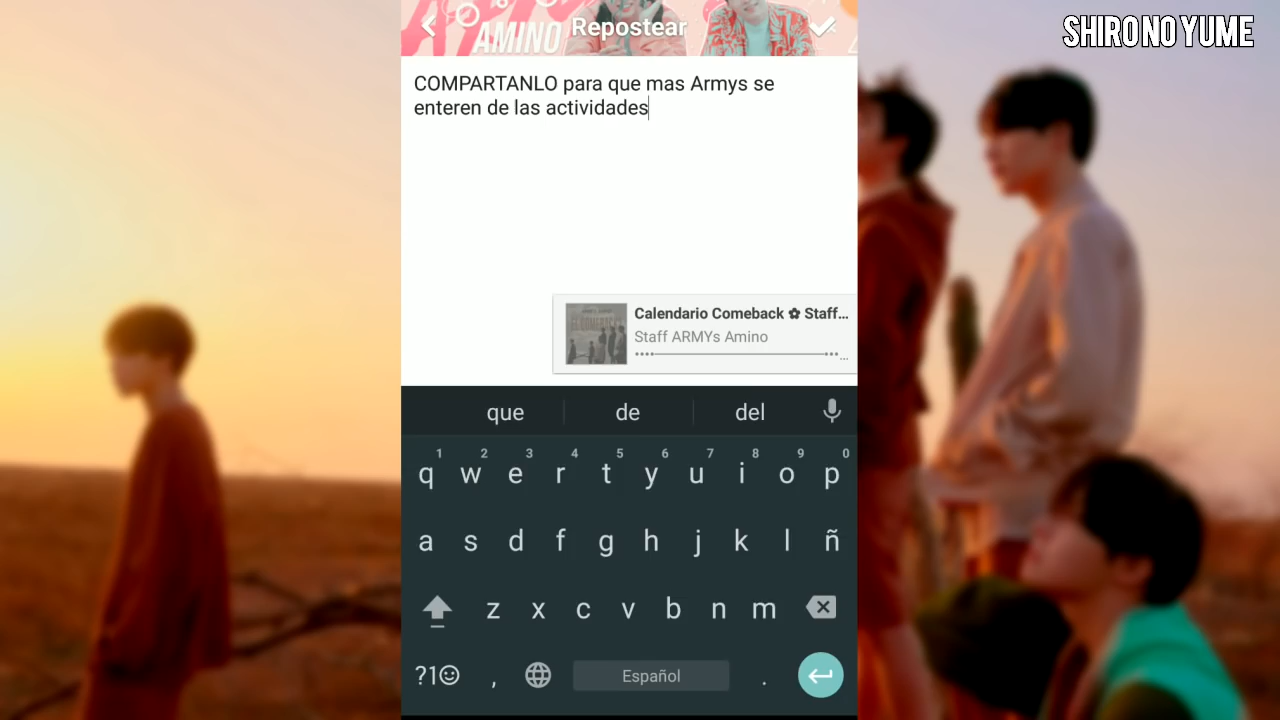 SHIRO NO YUME
AMINO
Repostear
COMPARTANLO para que mas Armys se
enteren de las actividades
Calendario Comeback ✿ Staff...
Staff ARMYs Amino
que de del
1 2 3 4 5 6 7 8 9 0
q w e r t y u i o p
a s d f g h j k l ñ
z x c v b n m
?1☺ , Español .